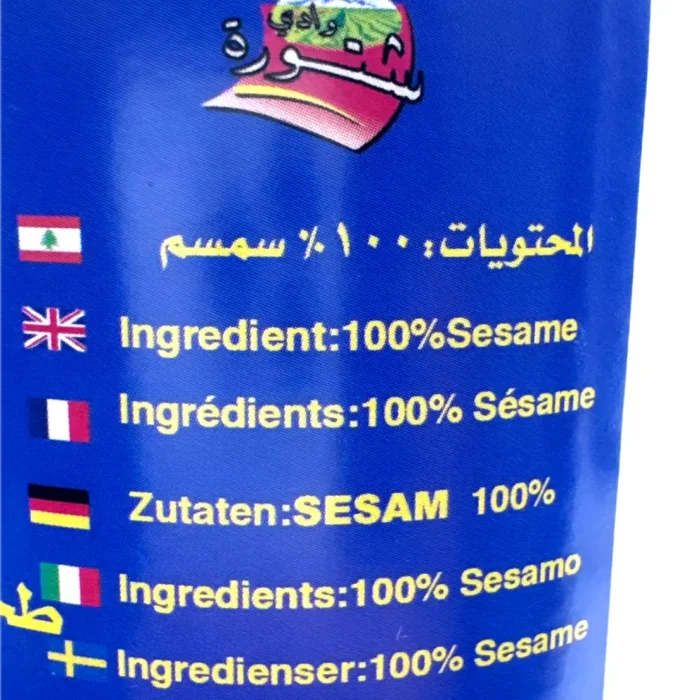 وادي
شتورة
المحتويات: ١٠٠٪ سمسم
Ingredient:100%Sesame
Ingrédients:100% Sésame
Zutaten:SESAM 100%
Ingredients:100% Sesamo
Ingredienser:100% Sesame